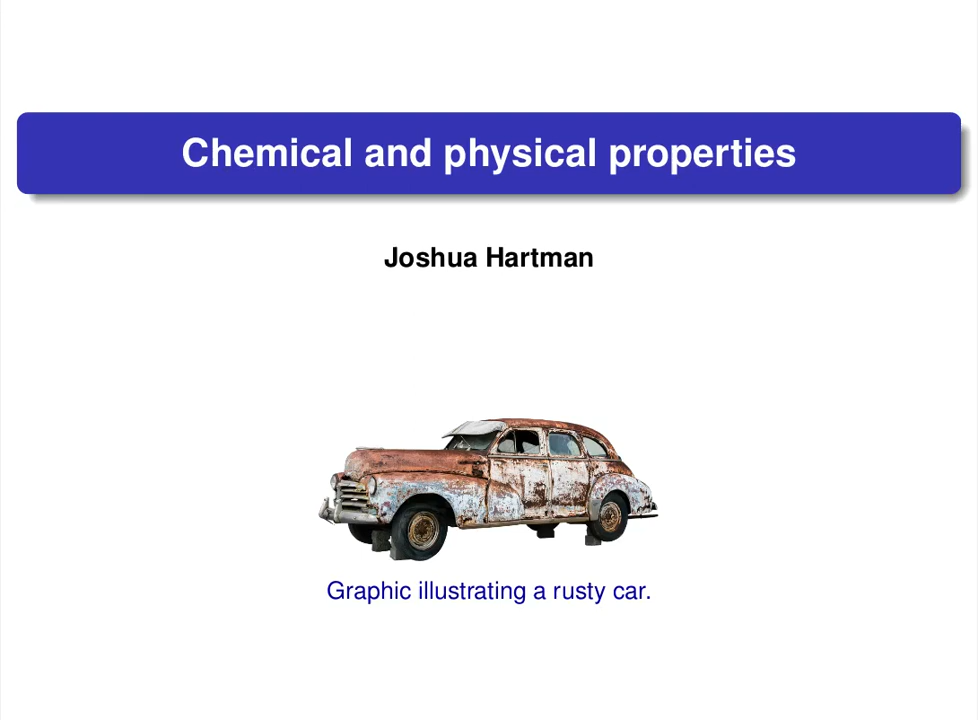 Chemical and physical properties
Joshua Hartman
Graphic illustrating a rusty car.